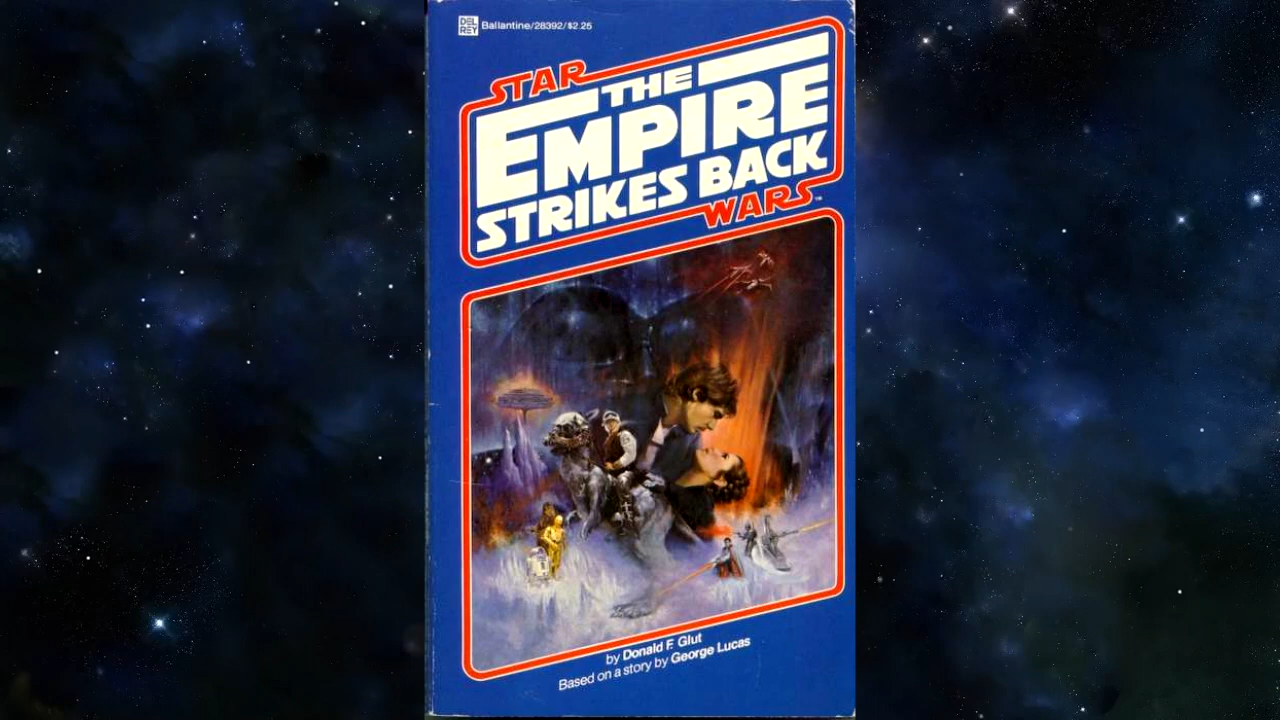 DEL REY
Ballantine/28392/$2.25
STAR
THE
EMPIRE
STRIKES BACK
WARS™
by Donald F. Glut
Based on a story by George Lucas